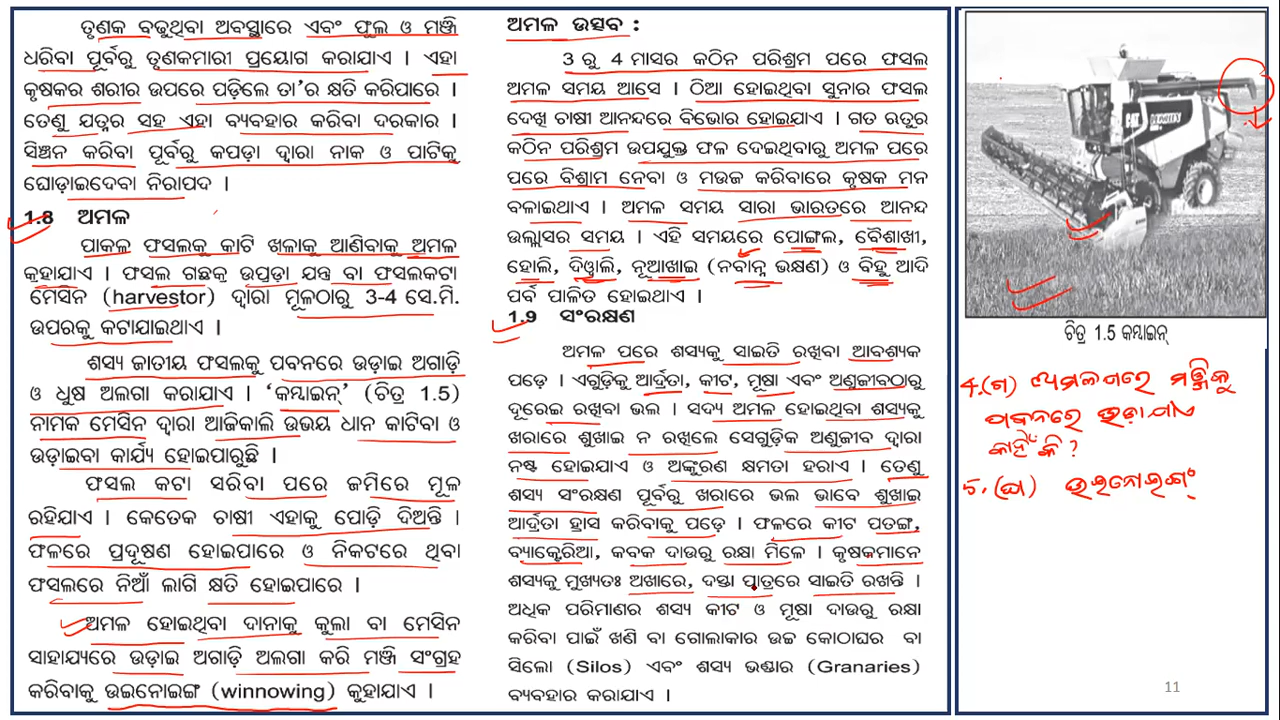 ତୃଣକ ବଢୁଥିବା ଅବସ୍ଥାରେ ଏବଂ ଫୁଲ ଓ ମଞ୍ଜି
ଧରିବା ପୂର୍ବରୁ ତୃଣକମାରୀ ପ୍ରୟୋଗ କରାଯାଏ । ଏହା
କୃଷକର ଶରୀର ଉପରେ ପଡ଼ିଲେ ତା'ର କ୍ଷତି କରିପାରେ ।
ତେଣୁ ଯତ୍ନର ସହ ଏହା ବ୍ୟବହାର କରିବା ଦରକାର ।
ସିଞ୍ଚନ କରିବା ପୂର୍ବରୁ କପଡ଼ା ଦ୍ୱାରା ନାକ ଓ ପାଟିକୁ
ଘୋଡ଼ାଇଦେବା ନିରାପଦ ।
1.8 ଅମଳ
ପାକଳ ଫସଲକୁ କାଟି ଖଳାକୁ ଆଣିବାକୁ ଅମଳ
କୁହାଯାଏ । ଫସଲ ଗଛକୁ ଉପୁଡ଼ା ଯନ୍ତ୍ର ବା ଫସଲକଟା
ମେସିନ (harvestor) ଦ୍ୱାରା ମୂଳଠାରୁ 3-4 ସେ.ମି.
ଉପରକୁ କଟାଯାଇଥାଏ ।
ଶସ୍ୟ ଜାତୀୟ ଫସଲକୁ ପବନରେ ଉଡ଼ାଇ ଅଗାଡ଼ି
ଓ ଧୂଷ ଅଲଗା କରାଯାଏ । 'କମ୍ବାଇନ୍' (ଚିତ୍ର 1.5)
ନାମକ ମେସିନ ଦ୍ୱାରା ଆଜିକାଲି ଉଭୟ ଧାନ କାଟିବା ଓ
ଉଡ଼ାଇବା କାର୍ଯ୍ୟ ହୋଇପାରୁଛି ।
ଫସଲ କଟା ସରିବା ପରେ ଜମିରେ ମୂଳ
ରହିଯାଏ । କେତେକ ଚାଷୀ ଏହାକୁ ପୋଡ଼ି ଦିଅନ୍ତି ।
ଫଳରେ ପ୍ରଦୂଷଣ ହୋଇପାରେ ଓ ନିକଟରେ ଥିବା
ଫସଲରେ ନିଆଁ ଲାଗି କ୍ଷତି ହୋଇପାରେ ।
ଅମଳ ହୋଇଥିବା ଦାନାକୁ କୁଲା ବା ମେସିନ
ସାହାଯ୍ୟରେ ଉଡ଼ାଇ ଅଗାଡ଼ି ଅଲଗା କରି ମଞ୍ଜି ସଂଗ୍ରହ
କରିବାକୁ ଉଇନୋଇଙ୍ଗ (winnowing) କୁହାଯାଏ ।
ଅମଳ ଉତ୍ସବ :
3 ରୁ 4 ମାସର କଠିନ ପରିଶ୍ରମ ପରେ ଫସଲ
ଅମଳ ସମୟ ଆସେ । ଠିଆ ହୋଇଥିବା ସୁନାର ଫସଲ
ଦେଖି ଚାଷୀ ଆନନ୍ଦରେ ବିଭୋର ହୋଇଯାଏ । ଗତ ଋତୁର
କଠିନ ପରିଶ୍ରମ ଉପଯୁକ୍ତ ଫଳ ଦେଇଥିବାରୁ ଅମଳ ପରେ
ପରେ ବିଶ୍ରାମ ନେବା ଓ ମଉଜ କରିବାରେ କୃଷକ ମନ
ବଳାଇଥାଏ । ଅମଳ ସମୟ ସାରା ଭାରତରେ ଆନନ୍ଦ
ଉଲ୍ଲାସର ସମୟ । ଏହି ସମୟରେ ପୋଙ୍ଗଲ, ବୈଶାଖୀ,
ହୋଲି, ଦିୱାଲି, ନୂଆଖାଇ (ନବାନ୍ନ ଭକ୍ଷଣ) ଓ ବିହୁ ଆଦି
ପର୍ବ ପାଳିତ ହୋଇଥାଏ ।
1.9 ସଂରକ୍ଷଣ
ଅମଳ ପରେ ଶସ୍ୟକୁ ସାଇତି ରଖିବା ଆବଶ୍ୟକ
ପଡ଼େ । ଏଗୁଡ଼ିକୁ ଆର୍ଦ୍ରତା, କୀଟ, ମୂଷା ଏବଂ ଅଣୁଜୀବଠାରୁ
ଦୂରେଇ ରଖିବା ଭଲ । ସଦ୍ୟ ଅମଳ ହୋଇଥିବା ଶସ୍ୟକୁ
ଖରାରେ ଶୁଖାଇ ନ ରଖିଲେ ସେଗୁଡ଼ିକ ଅଣୁଜୀବ ଦ୍ୱାରା
ନଷ୍ଟ ହୋଇଯାଏ ଓ ଅଙ୍କୁରଣ କ୍ଷମତା ହରାଏ । ତେଣୁ
ଶସ୍ୟ ସଂରକ୍ଷଣ ପୂର୍ବରୁ ଖରାରେ ଭଲ ଭାବେ ଶୁଖାଇ
ଆର୍ଦ୍ରତା ହ୍ରାସ କରିବାକୁ ପଡ଼େ । ଫଳରେ କୀଟ ପତଙ୍ଗ,
ବ୍ୟାକ୍ଟେରିଆ, କବକ ଦାଉରୁ ରକ୍ଷା ମିଳେ । କୃଷକମାନେ
ଶସ୍ୟକୁ ମୁଖ୍ୟତଃ ଅଖାରେ, ଦସ୍ତା ପାତ୍ରରେ ସାଇତି ରଖନ୍ତି ।
ଅଧିକ ପରିମାଣର ଶସ୍ୟ କୀଟ ଓ ମୂଷା ଦାଉରୁ ରକ୍ଷା
କରିବା ପାଇଁ ଖଣି ବା ଗୋଲାକାର ଉଚ୍ଚ କୋଠାଘର ବା
ସିଲୋ (Silos) ଏବଂ ଶସ୍ୟ ଭଣ୍ଡାର (Granaries)
ବ୍ୟବହାର କରାଯାଏ ।
CAT
ଚିତ୍ର 1.5 କମ୍ବାଇନ୍
4.(ଗ) ଅମଳ ପରେ ମଞ୍ଜିକୁ
ପବନରେ ଉଡ଼ାଯାଏ
କାହିଁକି ?
5.(ଘ) ଉଇନୋଇଙ୍ଗ୍
11